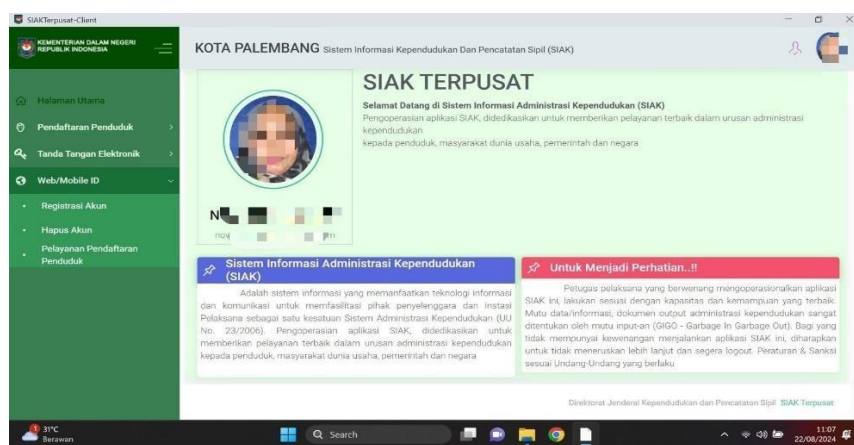 SIAKTerpusat-Client
KEMENTERIAN DALAM NEGERI
REPUBLIK INDONESIA
KOTA PALEMBANG Sistem Informasi Kependudukan Dan Pencatatan Sipil (SIAK)
Halaman Utama
Pendaftaran Penduduk
Tanda Tangan Elektronik
Web/Mobile ID
Registrasi Akun
Hapus Akun
Pelayanan Pendaftaran
Penduduk
SIAK TERPUSAT
Selamat Datang di Sistem Informasi Administrasi Kependudukan (SIAK)
Pengoperasian aplikasi SIAK, didedikasikan untuk memberikan pelayanan terbaik dalam urusan administrasi
kependudukan
kepada penduduk, masyarakat dunia usaha, pemerintah dan negara
Sistem Informasi Administrasi Kependudukan
(SIAK)
Adalah sistem informasi yang memanfaatkan teknologi informasi
dan komunikasi untuk memfasilitasi pihak penyelenggara dan instasi
Pelaksana sebagai satu kesatuan Sistem Administrasi Kependudukan (UU
No. 23/2006). Pengoperasian aplikasi SIAK, didedikasikan untuk
memberikan pelayanan terbaik dalam urusan administrasi kependudukan
kepada penduduk, masyarakat dunia usaha, pemerintah dan negara
Untuk Menjadi Perhatian..!!
Petugas pelaksana yang berwenang mengoperasionalkan aplikasi
SIAK ini, lakukan sesuai dengan kapasitas dan kemampuan yang terbaik.
Mutu data/informasi, dokumen output administrasi kependudukan sangat
ditentukan oleh mutu input-an (GIGO - Garbage In Garbage Out). Bagi yang
tidak mempunyai kewenangan menjalankan aplikasi SIAK ini, diharapkan
untuk tidak meneruskan lebih lanjut dan segera logout. Peraturan & Sanksi
sesuai Undang-Undang yang berlaku
Direktorat Jenderal Kependudukan dan Pencatatan Sipil SIAK Terpusat
1
31°C
Berawan
Search
11:07
22/08/2024